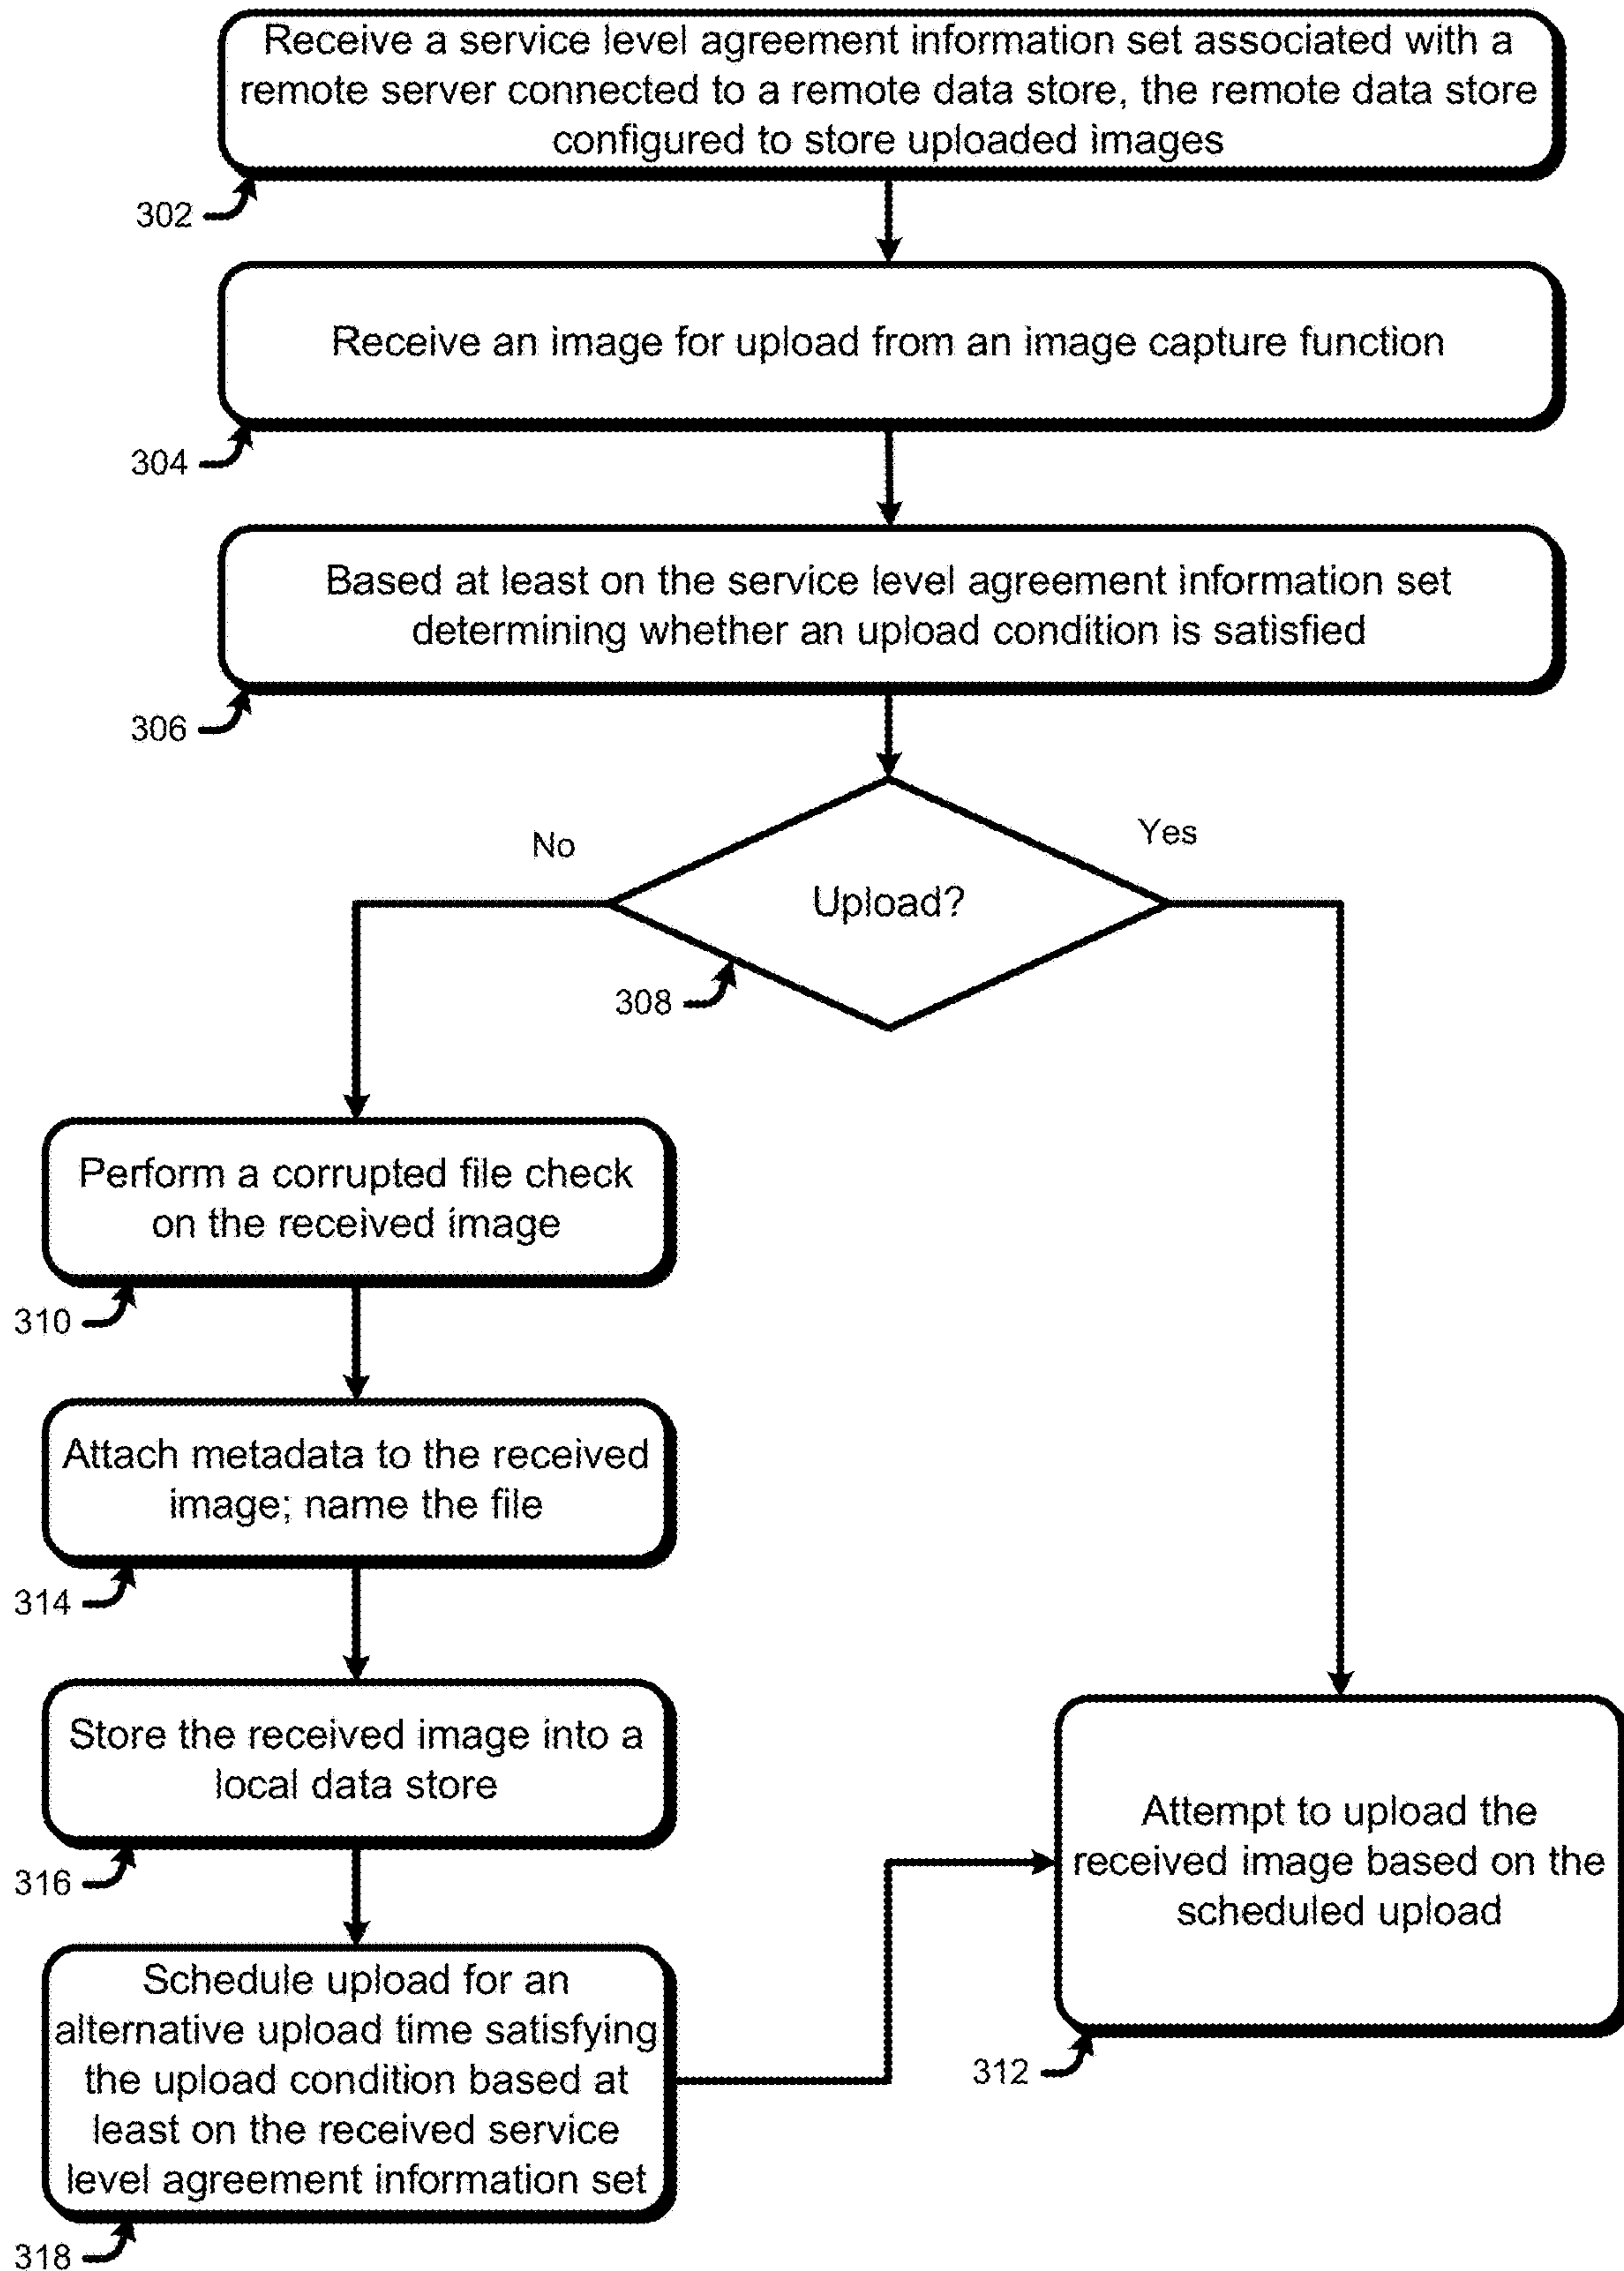 Receive a service level agreement information set associated with a
remote server connected to a remote data store, the remote data store
configured to store uploaded images
302
Receive an image for upload from an image capture function
304
Based at least on the service level agreement information set
determining whether an upload condition is satisfied
306
No
Yes
Upload?
308
Perform a corrupted file check
on the received image
310
Attach metadata to the received
image; name the file
314
Store the received image into a
local data store
316
Schedule upload for an
alternative upload time satisfying
the upload condition based at
least on the received service
level agreement information set
318
Attempt to upload the
received image based on the
scheduled upload
312